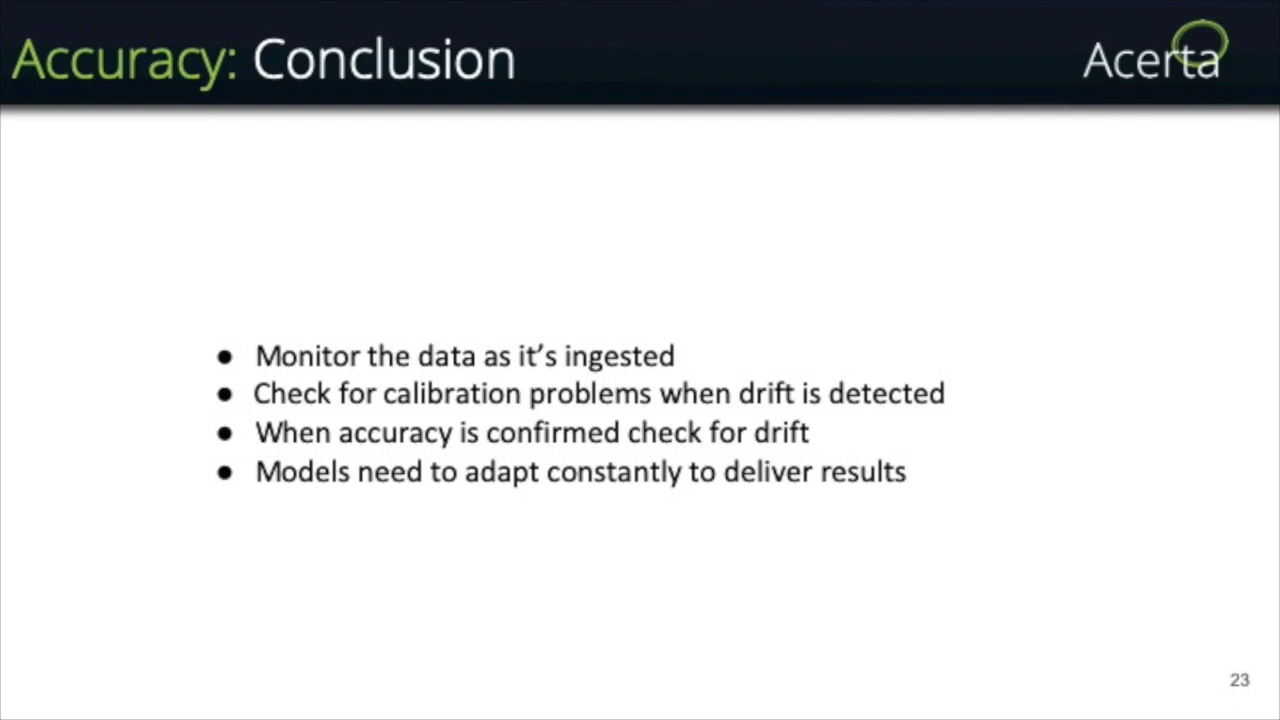 Accuracy: Conclusion
Acerta
● Monitor the data as it’s ingested
● Check for calibration problems when drift is detected
● When accuracy is confirmed check for drift
● Models need to adapt constantly to deliver results
23